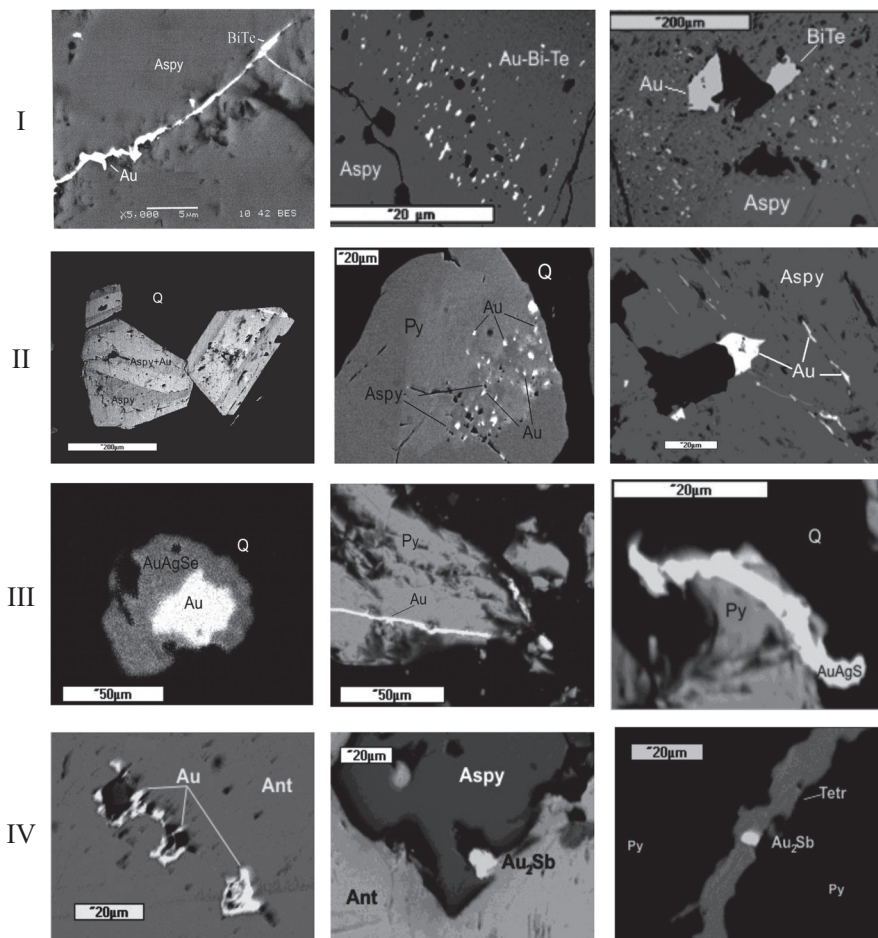 I
Aspy
BiTe
Au
X5,000 5µm 10 42 BES
Au-Bi-Te
Aspy
˜20 µm
˜200µm
BiTe
Au
Aspy
II
Q
Aspy+Au
Aspy
˜200µm
˜20µm
Q
Au
Py
Aspy
Au
Aspy
Au
˜20µm
III
Q
AuAgSe
Au
˜50µm
Py
Au
˜50µm
˜20µm
Q
Py
AuAgS
IV
Au
Ant
˜20µm
˜20µm
Aspy
Au2Sb
Ant
˜20µm
Tetr
Py
Au2Sb
Py